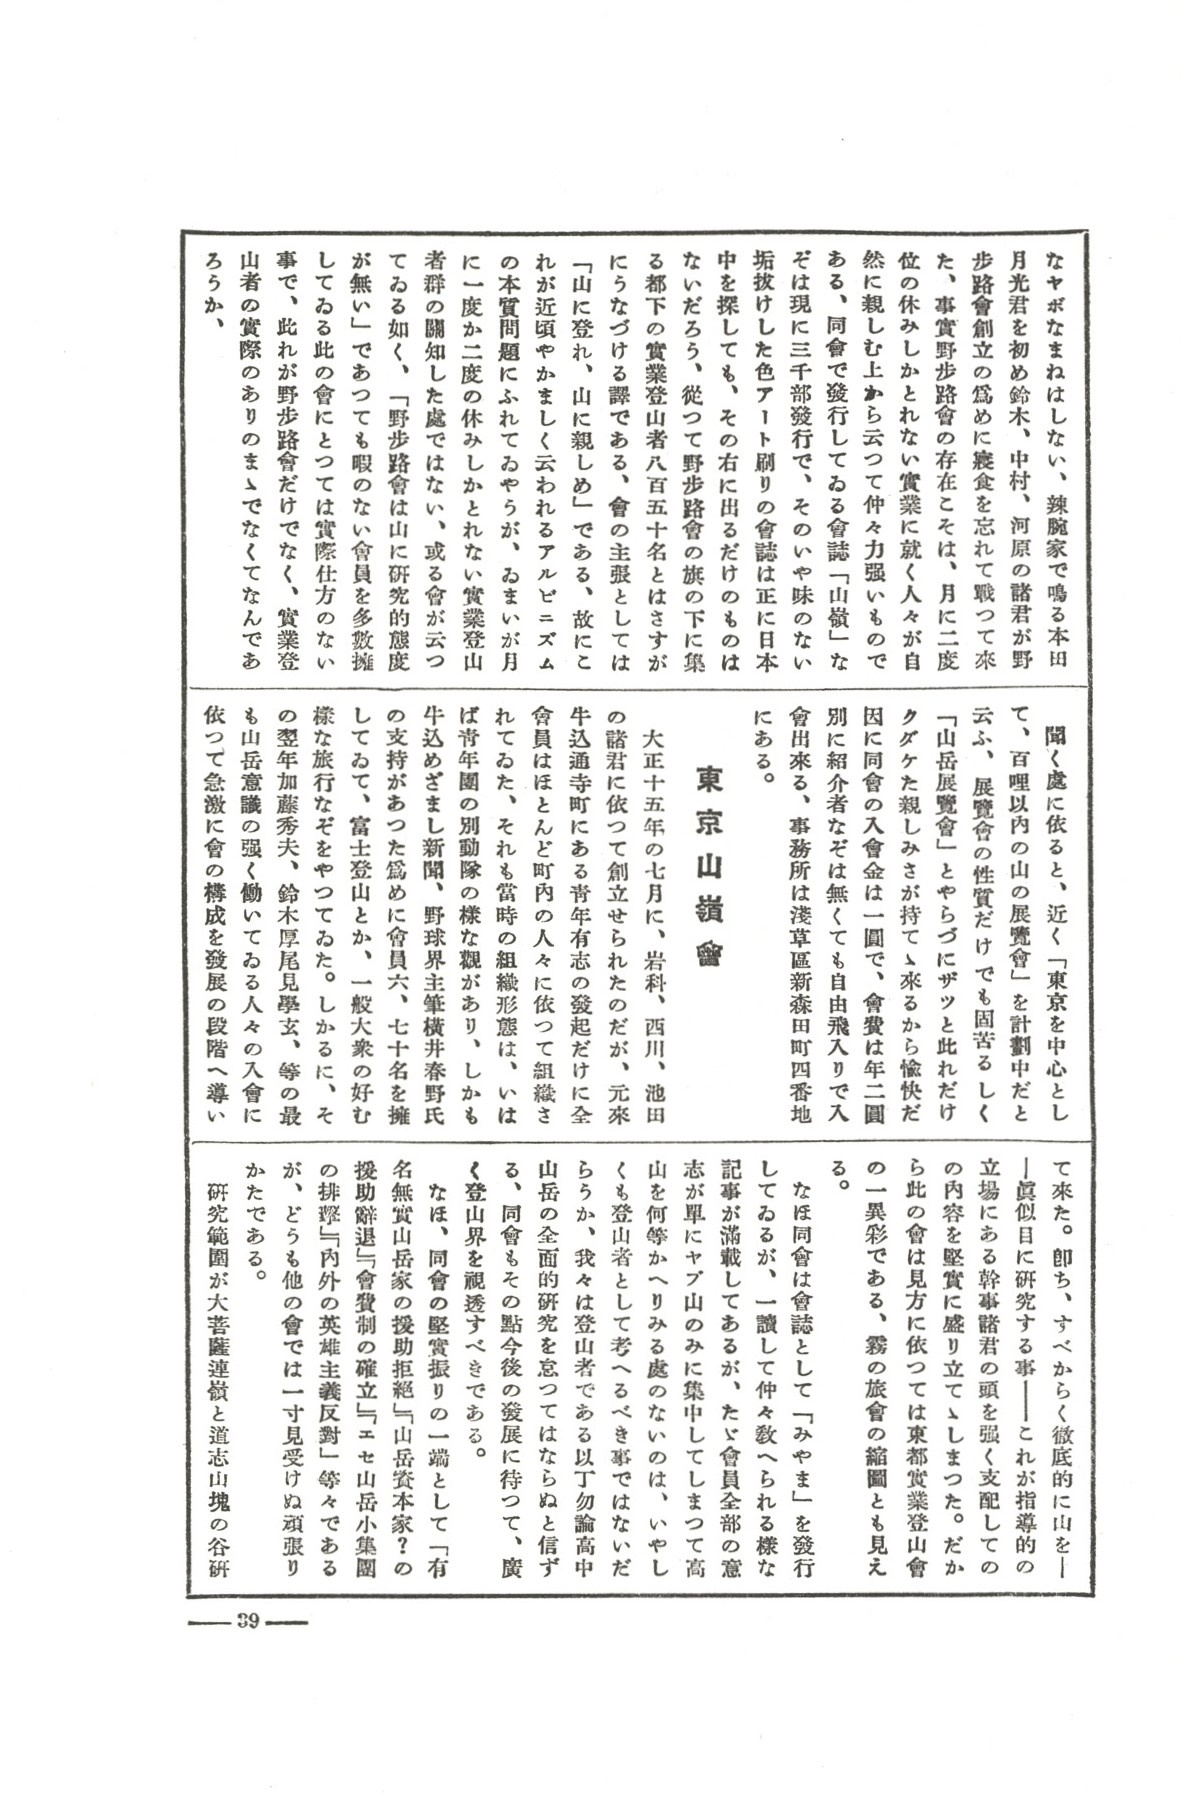 なヤボなまねはしない、辣腕家で鳴る本田
月光君を初め鈴木、中村、河原の諸君が野
步路會創立の爲めに寢食を忘れて戰つて來
た、事實野步路會の存在こそは、月に二度
位の休みしかとれない實業に就く人々が自
然に親しむ上から云つて仲々力强いもので
ある、同會で發行してゐる會誌「山嶺」な
ぞは現に三千部發行で、そのいや味のない
垢拔けした色アート刷りの會誌は正に日本
中を探しても、その右に出るだけのものは
ないだろう、從つて野步路會の旗の下に集
る都下の實業登山者八百五十名とはさすが
にうなづける譯である、會の主張としては
「山に登れ、山に親しめ」である、故にこ
れが近頃やかましく云われるアルピニズム
の本質問題にふれてゐやうが、ゐまいが月
に一度か二度の休みしかとれない實業登山
者群の關知した處ではない、或る會が云つ
てゐる如く、「野步路會は山に硏究的態度
が無い」であつても暇のない會員を多數擁
してゐる此の會にとつては實際仕方のない
事で、此れが野步路會だけでなく、實業登
山者の實際のありのまゝでなくてなんであ
ろうか、
聞く處に依ると、近く「東京を中心とし
て、百哩以內の山の展覽會」を計劃中だと
云ふ、展覽會の性質だけでも固苦るしく
「山岳展覽會」とやらづにザツと此れだけ
クダケた親しみさが持てゝ來るから愉快だ
因に同會の入會金は一圓で、會費は年二圓
別に紹介者なぞは無くても自由飛入りで入
會出來る、事務所は淺草區新森田町四番地
にある。
東京山嶺會
大正十五年の七月に、岩科、西川、池田
の諸君に依つて創立せられたのだが、元來
牛込通寺町にある靑年有志の發起だけに全
會員はほとんど町內の人々に依つて組織さ
れてゐた、それも當時の組織形態は、いは
ば靑年團の別動隊の樣な觀があり、しかも
牛込めざまし新聞、野球界主筆橫井春野氏
の支持があつた爲めに會員六、七十名を擁
してゐて、富士登山とか、一般大衆の好む
樣な旅行なぞをやつてゐた。しかるに、そ
の翌年加藤秀夫、鈴木厚尾見學玄、等の最
も山岳意議の强く働いてゐる人々の入會に
依つて急激に會の構成を發展の段階へ導い
て來た。卽ち、すべからく徹底的に山を―
―眞似目に硏究する事――これが指導的の
立場にある幹事諸君の頭を强く支配しての
の內容を堅實に盛り立てゝしまつた。だか
ら此の會は見方に依つては東都實業登山會
の一異彩である、霧の旅會の縮圖とも見え
る。
なほ同會は會誌として「みやま」を發行
してゐるが、一讀して仲々敎へられる樣な
記事が滿載してあるが、たゞ會員全部の意
志が單にヤブ山のみに集中してしまつて高
山を何等かへりみる處のないのは、いやし
くも登山者として考へるべき事ではないだ
らうか、我々は登山者である以丁勿論高中
山岳の全面的硏究を怠つてはならぬと信ず
る、同會もその點今後の發展に待つて、廣
く登山界を視透すべきである。
なほ、同會の堅實振りの一端として「有
名無實山岳家の援助拒絕」『山岳資本家?の
援助辭退』『會費制の確立』『エセ山岳小集團
の排擊』『內外の英雄主義反對」等々である
が、どうも他の會では一寸見受けぬ頑張り
かたである。
硏究範圍が大菩薩連嶺と道志山塊の谷硏
―― 39 ――